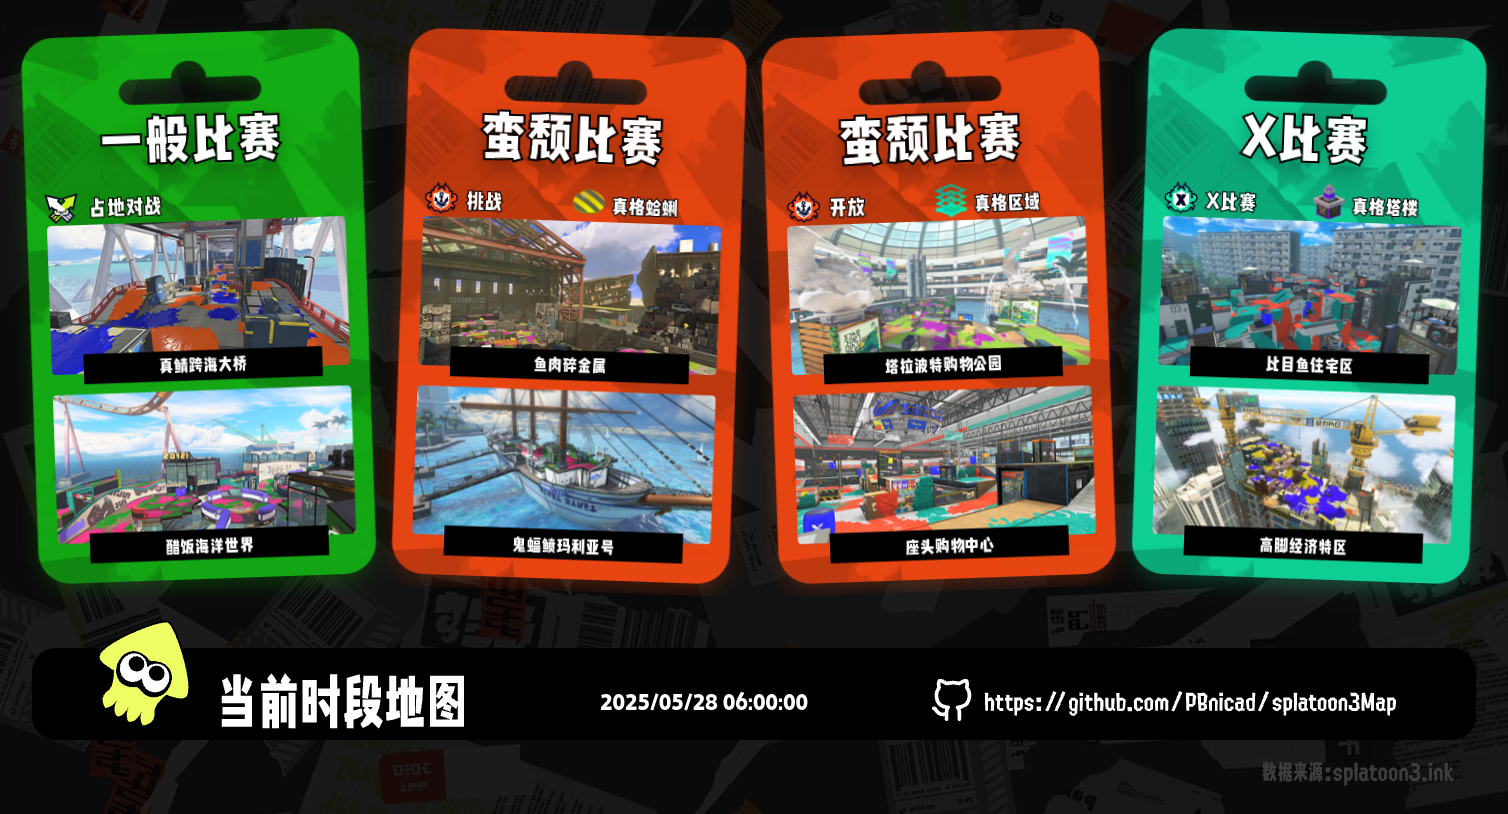 一般比赛
占地对战
真鲷跨海大桥
醋饭海洋世界
蛮颓比赛
挑战
真格蛤蜊
鱼肉碎金属
鬼蝠鲼玛利亚号
蛮颓比赛
开放
真格区域
塔拉波特购物公园
座头购物中心
X比赛
X比赛
真格塔楼
比目鱼住宅区
高脚经济特区
当前时段地图
2025/05/28 06:00:00
https://github.com/PBnicad/splatoon3Map
数据来源:splatoon3.ink